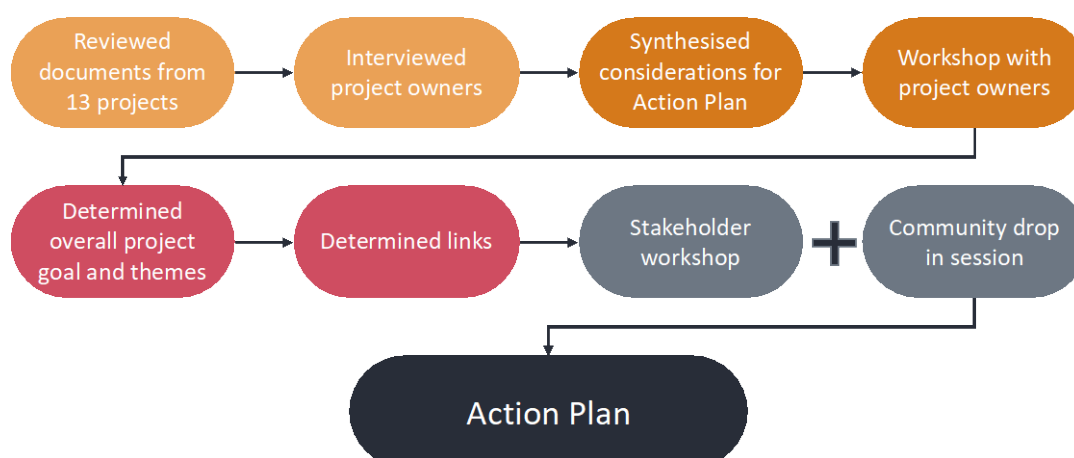 Reviewed
documents from
13 projects
Interviewed
project owners
Synthesised
considerations for
Action Plan
Workshop with
project owners
Determined
overall project
goal and themes
Determined links
Stakeholder
workshop
Community drop
in session
Action Plan